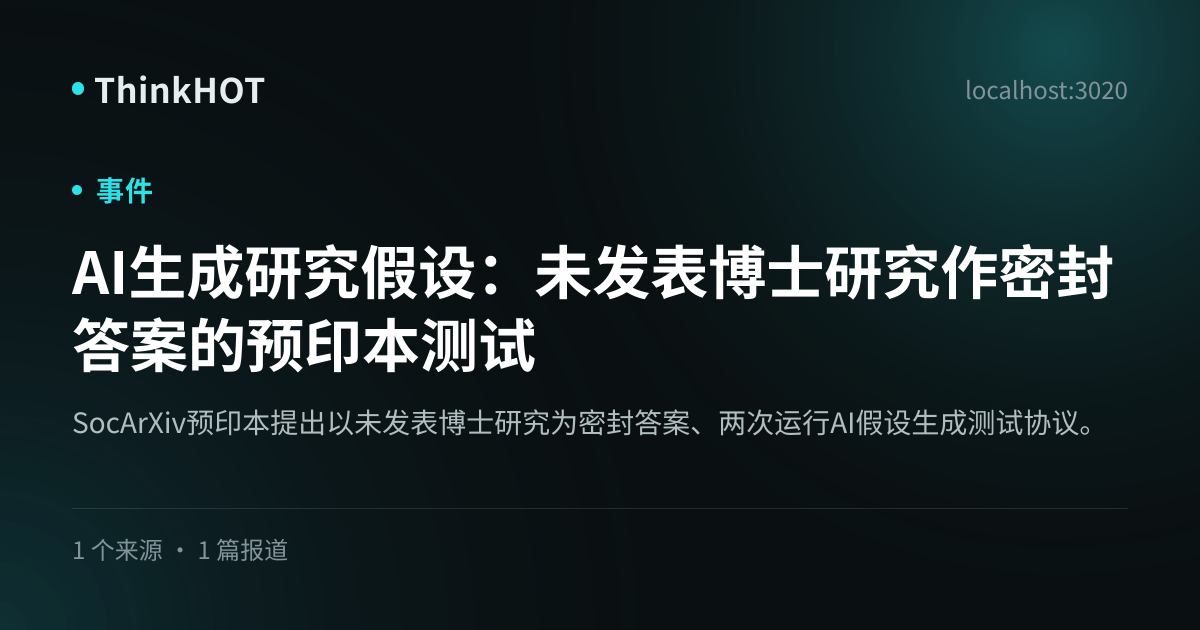 ThinkHOT
localhost:3020
事件
AI生成研究假设：未发表博士研究作密封
答案的预印本测试
SocArXiv预印本提出以未发表博士研究为密封答案、两次运行AI假设生成测试协议。
1 个来源 · 1 篇报道